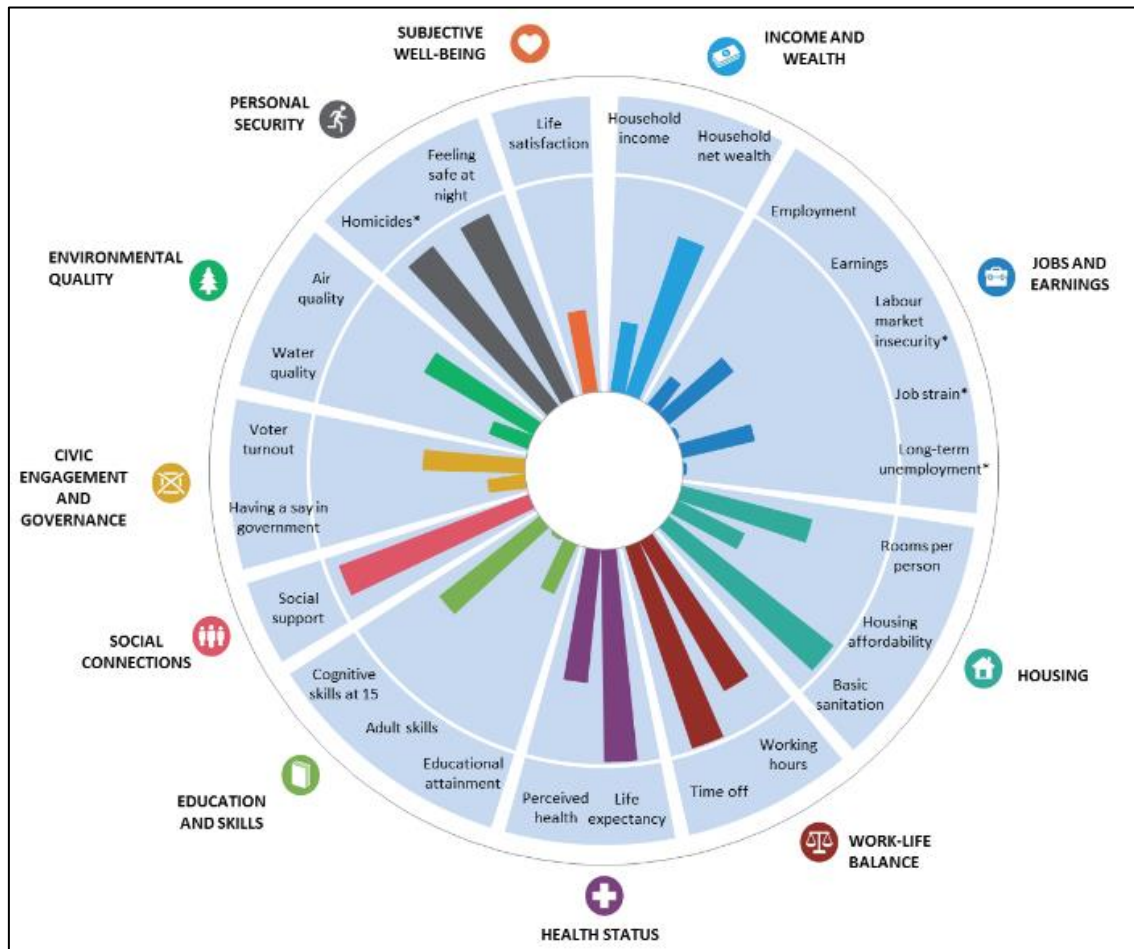 SUBJECTIVE
WELL-BEING
INCOME AND
WEALTH
PERSONAL
SECURITY
Life
satisfaction
Household
income
Household
net wealth
Feeling
safe at
night
Homicides*
Employment
ENVIRONMENTAL
QUALITY
Air
quality
Earnings
JOBS AND
EARNINGS
Labour
market
insecurity*
Water
quality
Job strain*
Voter
turnout
Long-term
unemployment*
CIVIC
ENGAGEMENT
AND
GOVERNANCE
Having a say in
government
Rooms per
person
Social
support
Housing
affordability
SOCIAL
CONNECTIONS
HOUSING
Cognitive
skills at 15
Basic
sanitation
Adult skills
Working
hours
Educational
attainment
Time off
Perceived
health
Life
expectancy
EDUCATION
AND SKILLS
WORK-LIFE
BALANCE
HEALTH STATUS